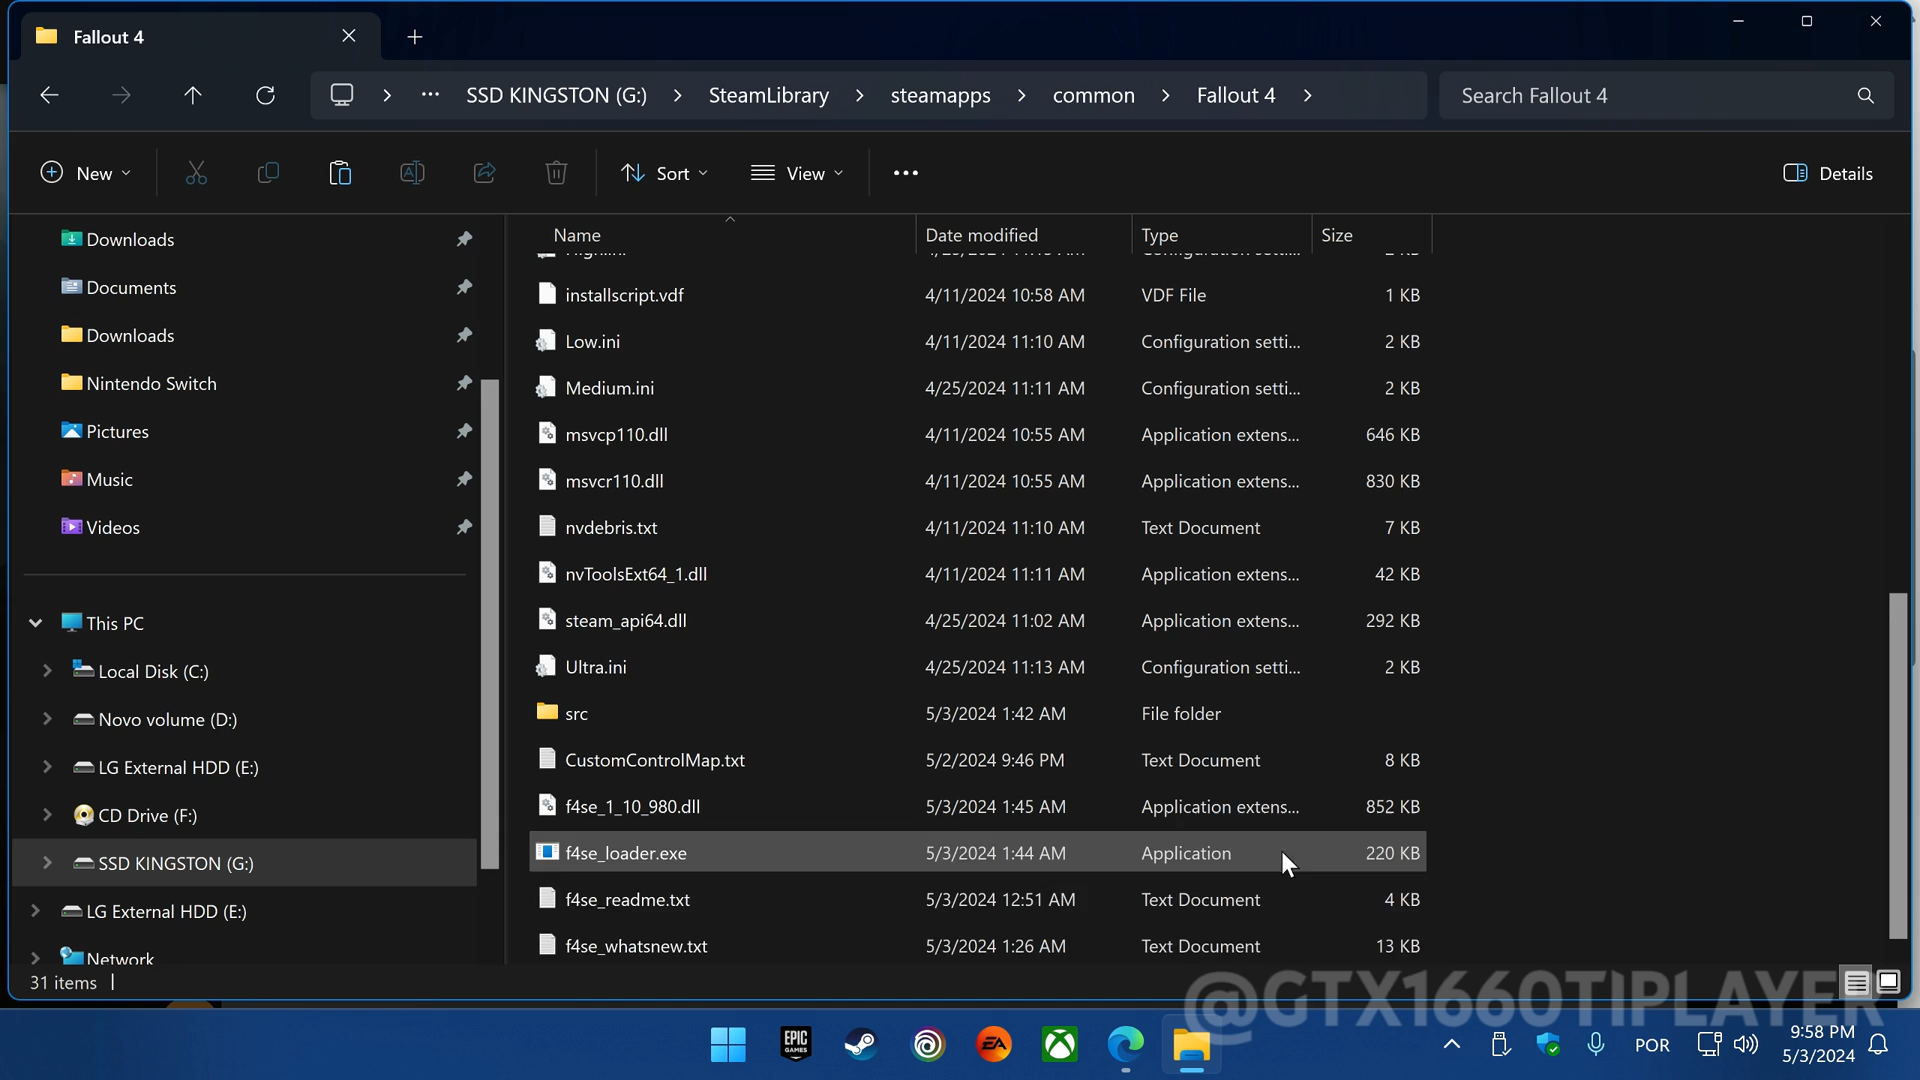 Fallout 4
SSD KINGSTON (G:) SteamLibrary steamapps common Fallout 4
Search Fallout 4
New Sort View ••• Details
Downloads
Documents
Downloads
Nintendo Switch
Pictures
Music
Videos
This PC
Local Disk (C:)
Novo volume (D:)
LG External HDD (E:)
CD Drive (F:)
SSD KINGSTON (G:)
LG External HDD (E:)
Network
Name Date modified Type Size
installscript.vdf 4/11/2024 10:58 AM VDF File 1 KB
Low.ini 4/11/2024 11:10 AM Configuration setti... 2 KB
Medium.ini 4/25/2024 11:11 AM Configuration setti... 2 KB
msvcp110.dll 4/11/2024 10:55 AM Application extens... 646 KB
msvcr110.dll 4/11/2024 10:55 AM Application extens... 830 KB
nvdebris.txt 4/11/2024 11:10 AM Text Document 7 KB
nvToolsExt64_1.dll 4/11/2024 11:11 AM Application extens... 42 KB
steam_api64.dll 4/25/2024 11:02 AM Application extens... 292 KB
Ultra.ini 4/25/2024 11:13 AM Configuration setti... 2 KB
src 5/3/2024 1:42 AM File folder
CustomControlMap.txt 5/2/2024 9:46 PM Text Document 8 KB
f4se_1_10_980.dll 5/3/2024 1:45 AM Application extens... 852 KB
f4se_loader.exe 5/3/2024 1:44 AM Application 220 KB
f4se_readme.txt 5/3/2024 12:51 AM Text Document 4 KB
f4se_whatsnew.txt 5/3/2024 1:26 AM Text Document 13 KB
31 items
@GTX1660TIPLAYER
EPIC
GAMES
EA
POR
9:58 PM
5/3/2024